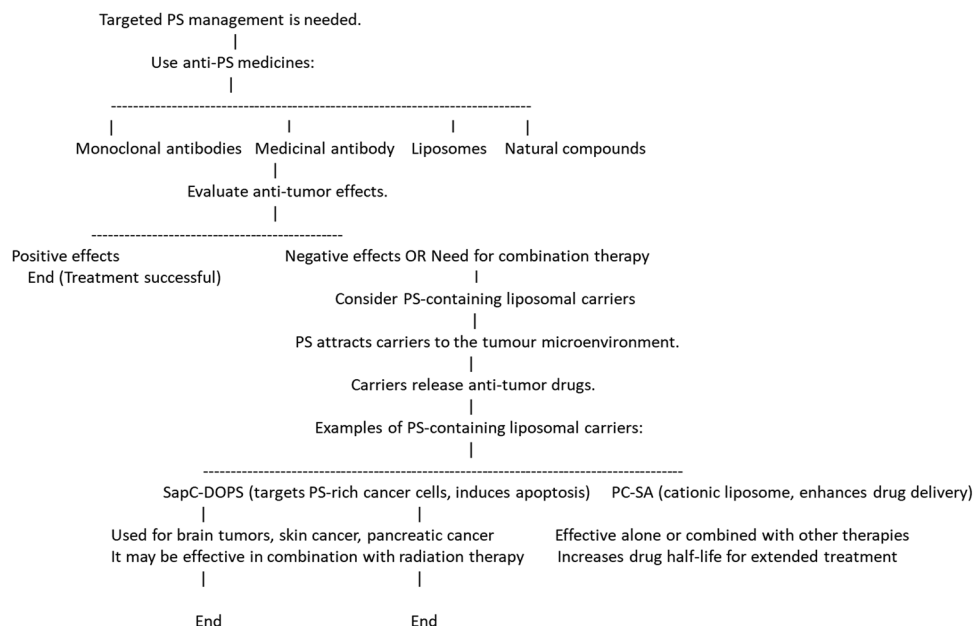 Targeted PS management is needed.
Use anti-PS medicines:
Monoclonal antibodies Medicinal antibody Liposomes Natural compounds
Evaluate anti-tumor effects.
Positive effects Negative effects OR Need for combination therapy
End (Treatment successful)
Consider PS-containing liposomal carriers
PS attracts carriers to the tumour microenvironment.
Carriers release anti-tumor drugs.
Examples of PS-containing liposomal carriers:
SapC-DOPS (targets PS-rich cancer cells, induces apoptosis) PC-SA (cationic liposome, enhances drug delivery)
Used for brain tumors, skin cancer, pancreatic cancer Effective alone or combined with other therapies
It may be effective in combination with radiation therapy Increases drug half-life for extended treatment
End End